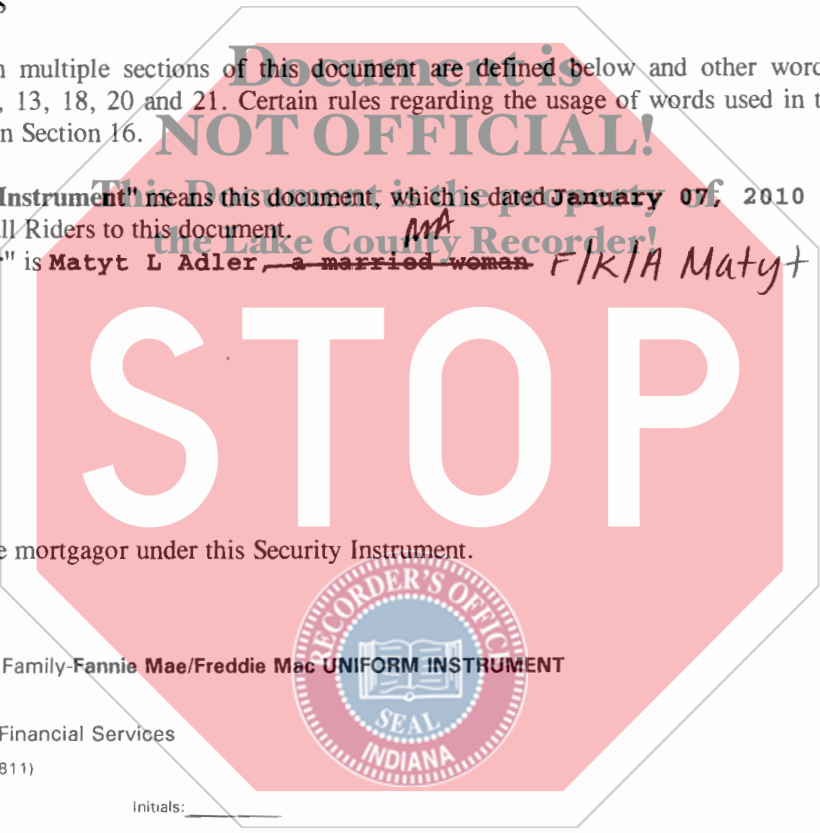 s
n multiple sections of this document are defined below and other word
, 13, 18, 20 and 21. Certain rules regarding the usage of words used in t
n Section 16.
Document is
NOT OFFICIAL!
This Document is the property of
the Lake County Recorder!
Instrument" means this document, which is dated January 07, 2010
ll Riders to this document.
MA
" is Matyt L Adler, a married woman F/K/A Matyt
STOP
e mortgagor under this Security Instrument.
RECORDER'S OFFIC
SEAL
INDIANA
Family-Fannie Mae/Freddie Mac UNIFORM INSTRUMENT
Financial Services
811)
Initials: